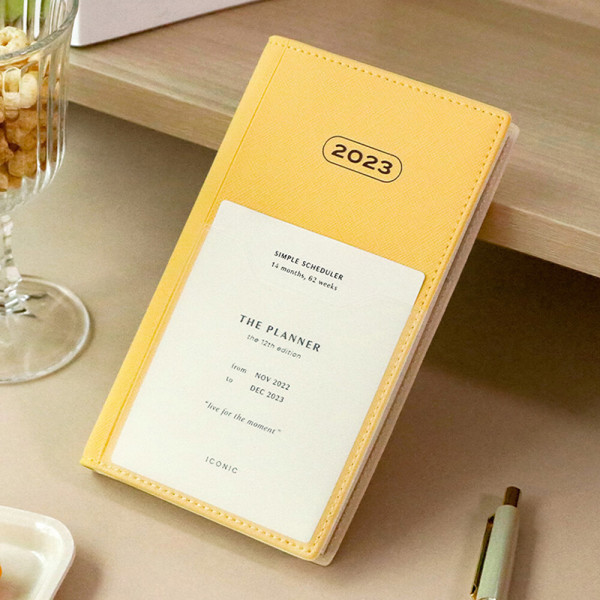 2023
SIMPLE SCHEDULER
14 months, 62 weeks
THE PLANNER
the 12th edition
from NOV 2022
to DEC 2023
"live for the moment"
ICONIC